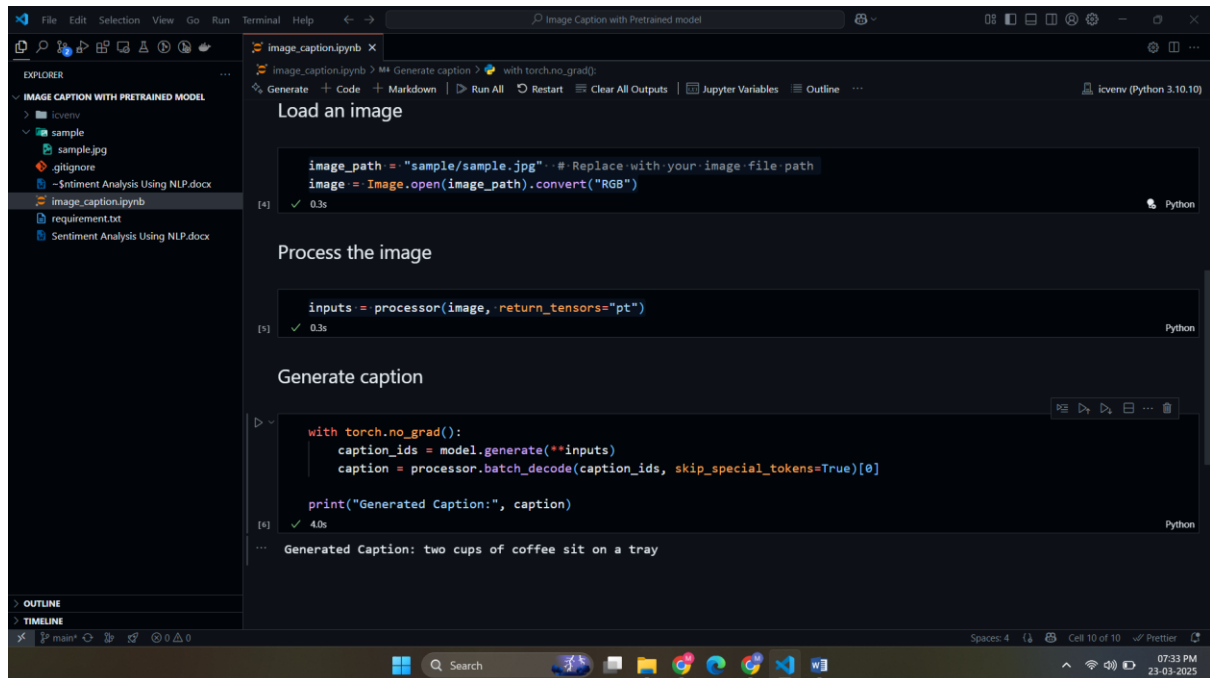 File Edit Selection View Go Run Terminal Help
Image Caption with Pretrained model
EXPLORER
IMAGE CAPTION WITH PRETRAINED MODEL
icvenv
sample
sample.jpg
.gitignore
~$ntiment Analysis Using NLP.docx
image_caption.ipynb
requirement.txt
Sentiment Analysis Using NLP.docx
OUTLINE
TIMELINE
image_caption.ipynb
image_caption.ipynb > M↓ Generate caption > with torch.no_grad():
Generate + Code + Markdown Run All Restart Clear All Outputs Jupyter Variables Outline ... icvenv (Python 3.10.10)
Load an image
image_path = "sample/sample.jpg"  # Replace with your image file path
image = Image.open(image_path).convert("RGB")
[4] ✓ 0.3s Python
Process the image
inputs = processor(image, return_tensors="pt")
[5] ✓ 0.3s Python
Generate caption
with torch.no_grad():
    caption_ids = model.generate(**inputs)
    caption = processor.batch_decode(caption_ids, skip_special_tokens=True)[0]
print("Generated Caption:", caption)
[6] ✓ 4.0s Python
... Generated Caption: two cups of coffee sit on a tray
main* 0 0 Spaces: 4 Cell 10 of 10 Prettier
Search
07:33 PM
23-03-2025